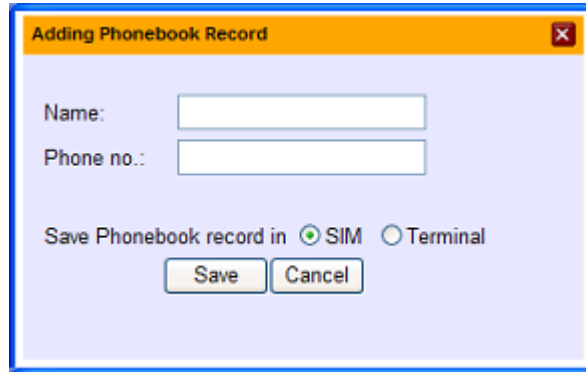 Adding Phonebook Record
Name:
Phone no.:
Save Phonebook record in SIM Terminal
Save Cancel